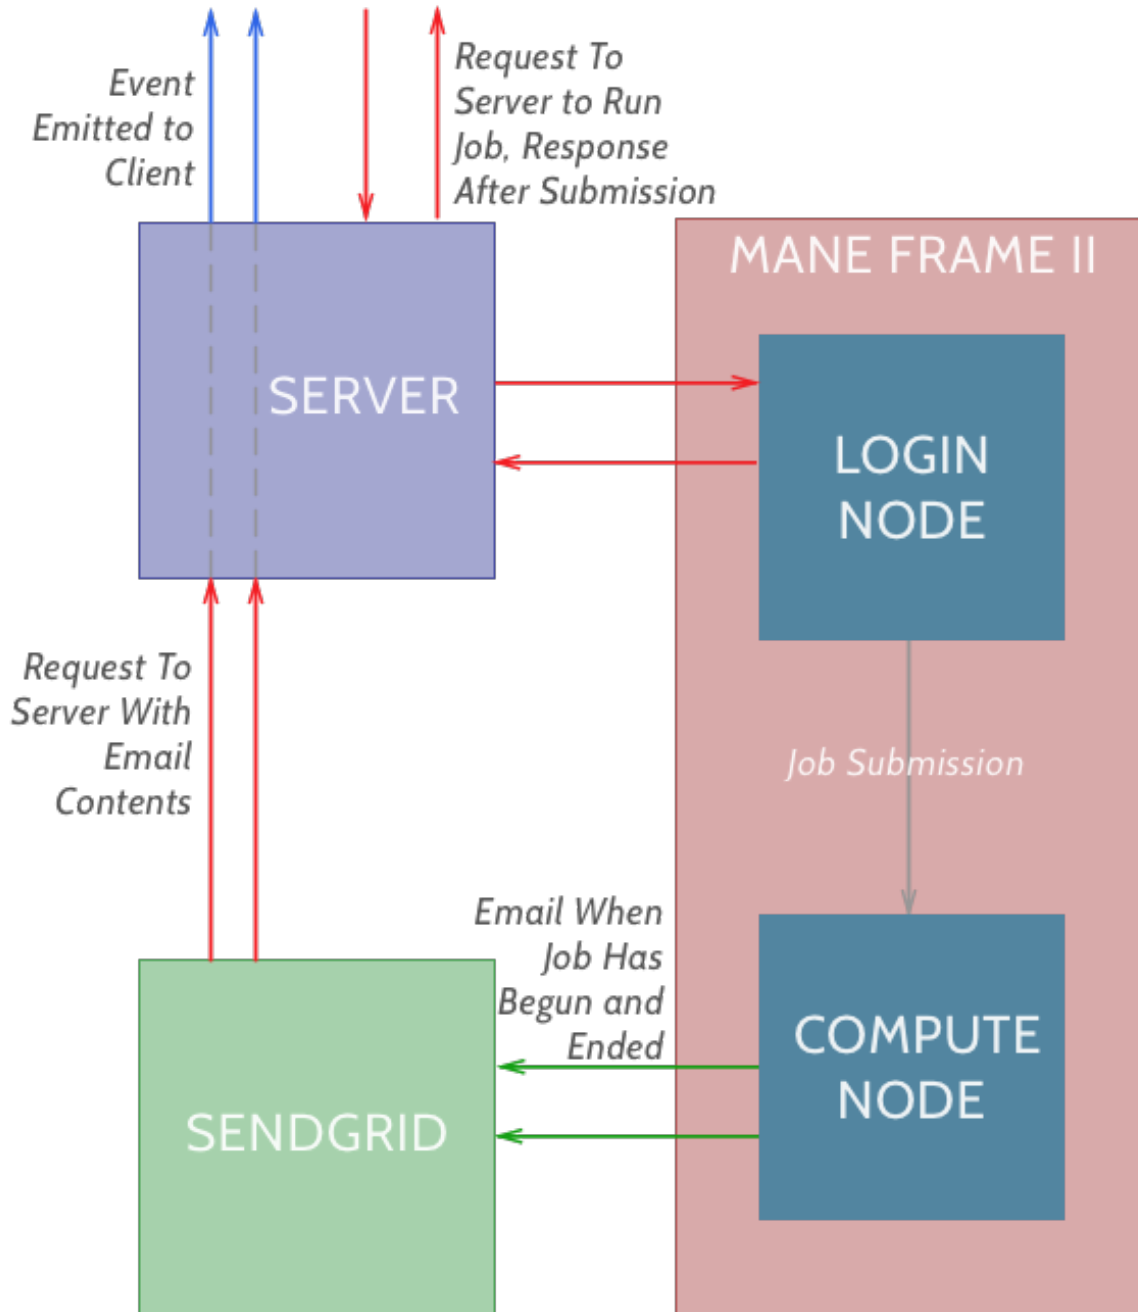 Event
Emitted to
Client
Request To
Server to Run
Job, Response
After Submission
MANE FRAME II
SERVER
LOGIN
NODE
Request To
Server With
Email
Contents
Job Submission
Email When
Job Has
Begun and
Ended
COMPUTE
NODE
SENDGRID